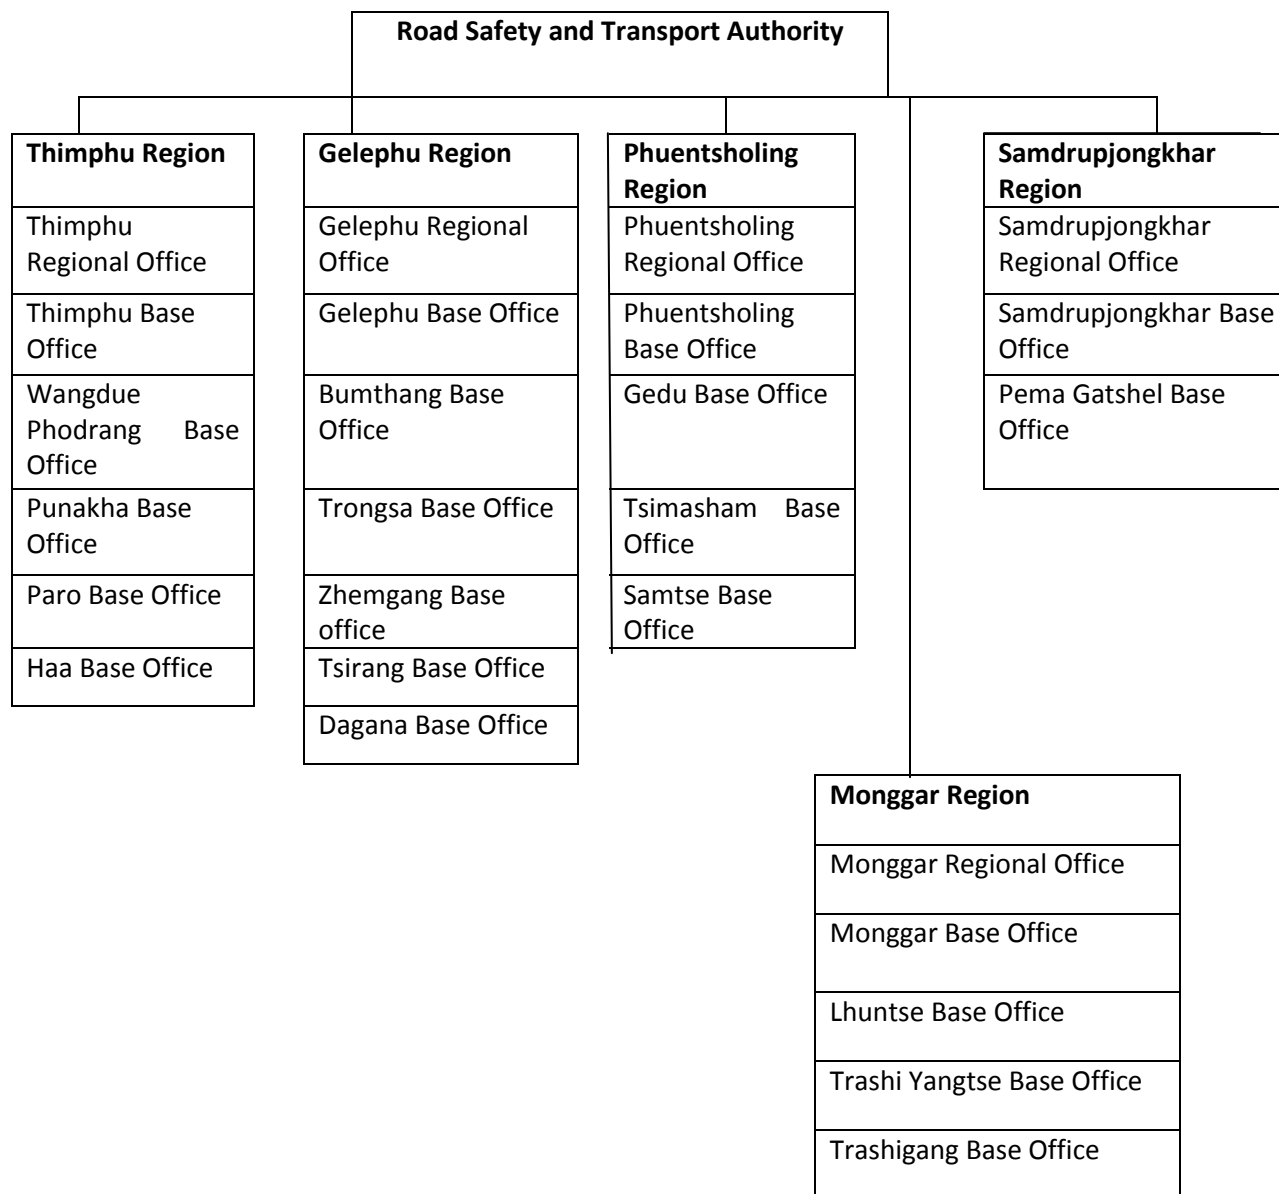 Road Safety and Transport Authority
Thimphu Region
Thimphu
Regional Office
Thimphu Base
Office
Wangdue
Phodrang Base
Office
Punakha Base
Office
Paro Base Office
Haa Base Office
Gelephu Region
Gelephu Regional
Office
Gelephu Base Office
Bumthang Base
Office
Trongsa Base Office
Zhemgang Base
office
Tsirang Base Office
Dagana Base Office
Phuentsholing
Region
Phuentsholing
Regional Office
Phuentsholing
Base Office
Gedu Base Office
Tsimasham Base
Office
Samtse Base
Office
Samdrupjongkhar
Region
Samdrupjongkhar
Regional Office
Samdrupjongkhar Base
Office
Pema Gatshel Base
Office
Monggar Region
Monggar Regional Office
Monggar Base Office
Lhuntse Base Office
Trashi Yangtse Base Office
Trashigang Base Office